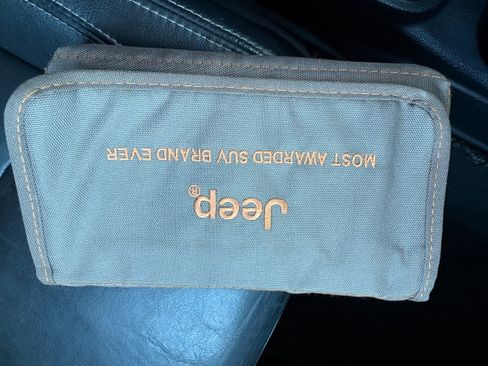 Jeep®
MOST AWARDED SUV BRAND EVER